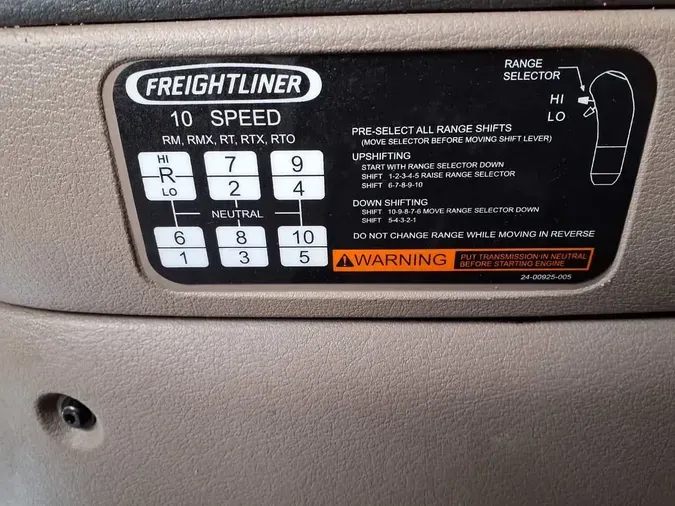 FREIGHTLINER
10 SPEED
RM, RMX, RT, RTX, RTO
HI
R
LO
7
2
9
4
NEUTRAL
6
1
8
3
10
5
RANGE
SELECTOR
HI
LO
PRE-SELECT ALL RANGE SHIFTS
(MOVE SELECTOR BEFORE MOVING SHIFT LEVER)
UPSHIFTING
START WITH RANGE SELECTOR DOWN
SHIFT 1-2-3-4-5 RAISE RANGE SELECTOR
SHIFT 6-7-8-9-10
DOWN SHIFTING
SHIFT 10-9-8-7-6 MOVE RANGE SELECTOR DOWN
SHIFT 5-4-3-2-1
DO NOT CHANGE RANGE WHILE MOVING IN REVERSE
WARNING
PUT TRANSMISSION IN NEUTRAL
BEFORE STARTING ENGINE
24-00925-005